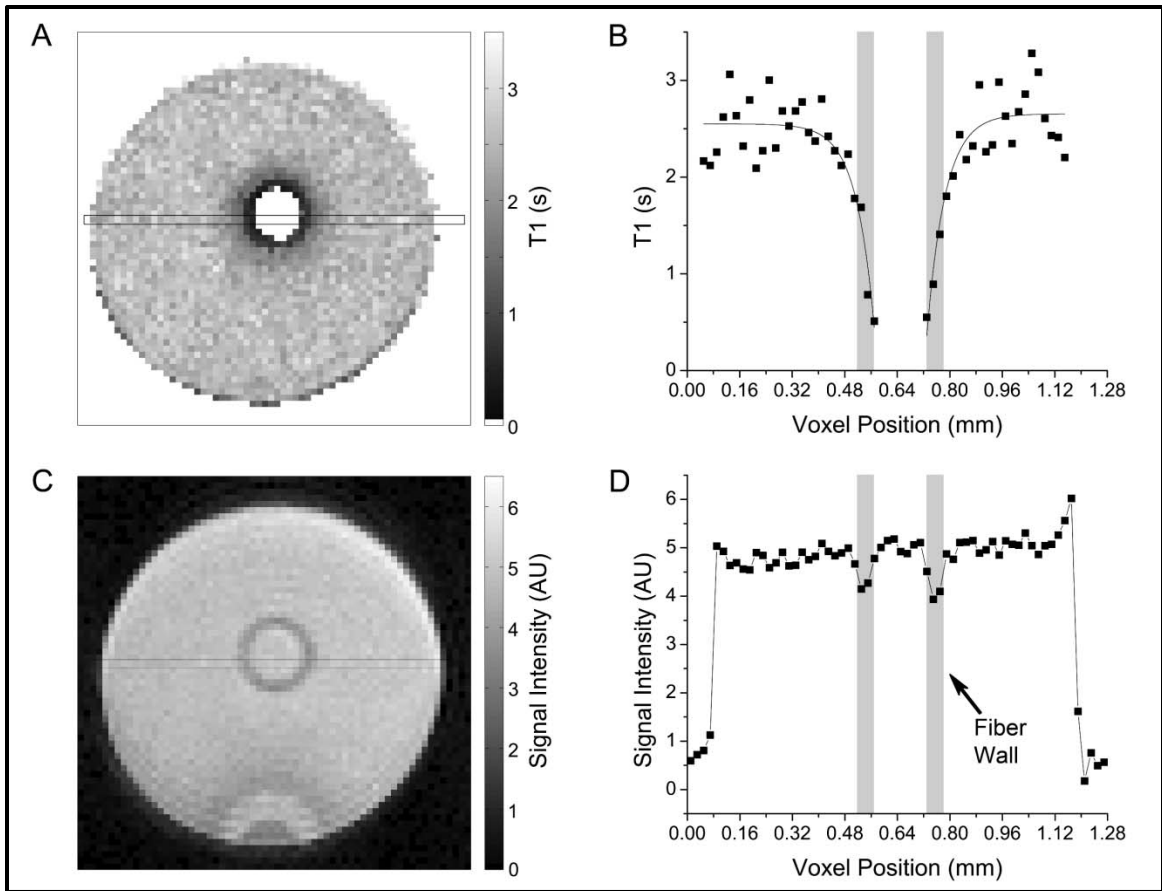 A
3
2
1
0
T1 (s)
B
3
2
1
0
T1 (s)
0.00 0.16 0.32 0.48 0.64 0.80 0.96 1.12 1.28
Voxel Position (mm)
C
6
5
4
3
2
1
0
Signal Intensity (AU)
D
6
5
4
3
2
1
0
Signal Intensity (AU)
Fiber
Wall
0.00 0.16 0.32 0.48 0.64 0.80 0.96 1.12 1.28
Voxel Position (mm)